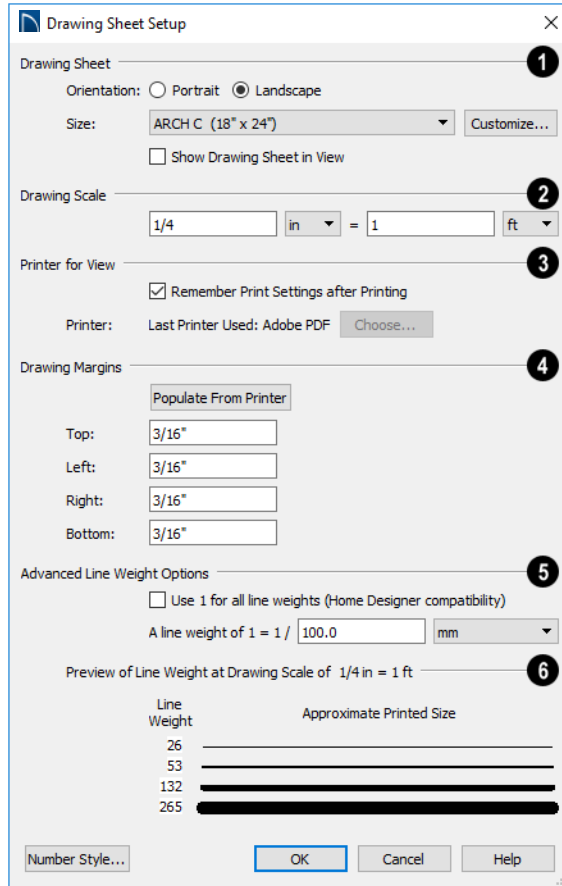 Drawing Sheet Setup
Drawing Sheet 1
Orientation: Portrait Landscape
Size: ARCH C (18" x 24") Customize...
Show Drawing Sheet in View
Drawing Scale 2
1/4 in = 1 ft
Printer for View 3
Remember Print Settings after Printing
Printer: Last Printer Used: Adobe PDF Choose...
Drawing Margins 4
Populate From Printer
Top: 3/16"
Left: 3/16"
Right: 3/16"
Bottom: 3/16"
Advanced Line Weight Options 5
Use 1 for all line weights (Home Designer compatibility)
A line weight of 1 = 1 / 100.0 mm
Preview of Line Weight at Drawing Scale of 1/4 in = 1 ft 6
Line Weight Approximate Printed Size
26
53
132
265
Number Style... OK Cancel Help